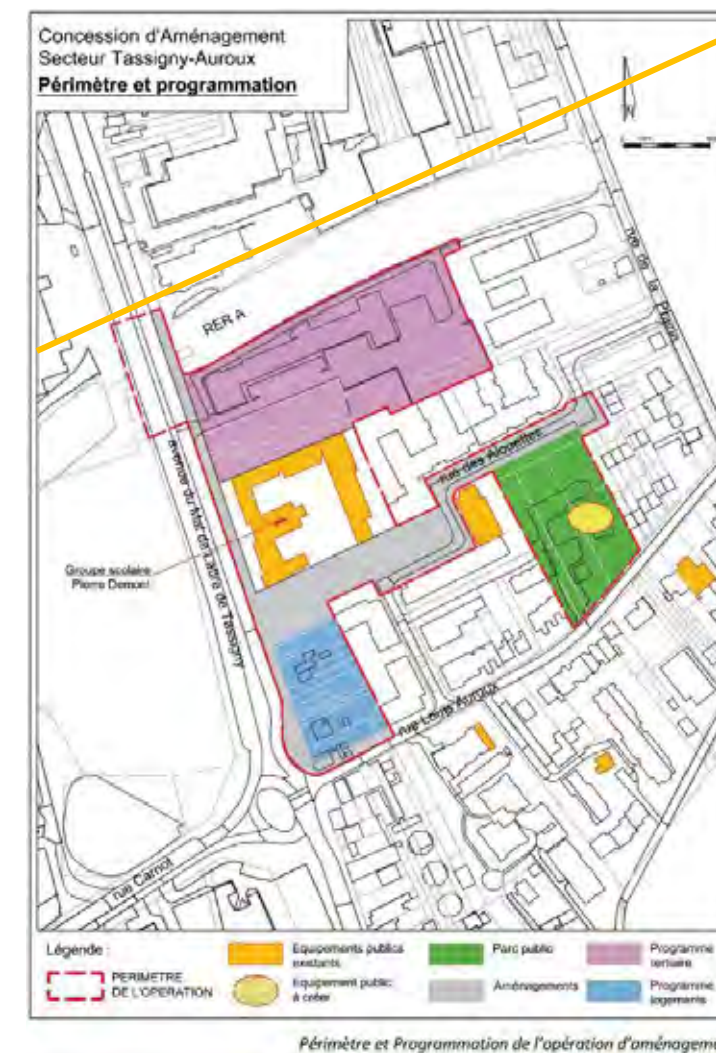 Concession d'Aménagement
Secteur Tassigny-Auroux
Périmètre et programmation
RER A
rue de la Plaine
rue des Alouettes
avenue du Mal de Lattre de Tassigny
Groupe scolaire
Pierre Demont
rue Loups Auroux
rue Carnot
Légende :
PERIMETRE
DE L'OPERATION
Equipements publics
existants
Equipement public
à créer
Parc public
Aménagements
Programme
tertiaire
Programme
logements
Périmètre et Programmation de l'opération d'aménageme